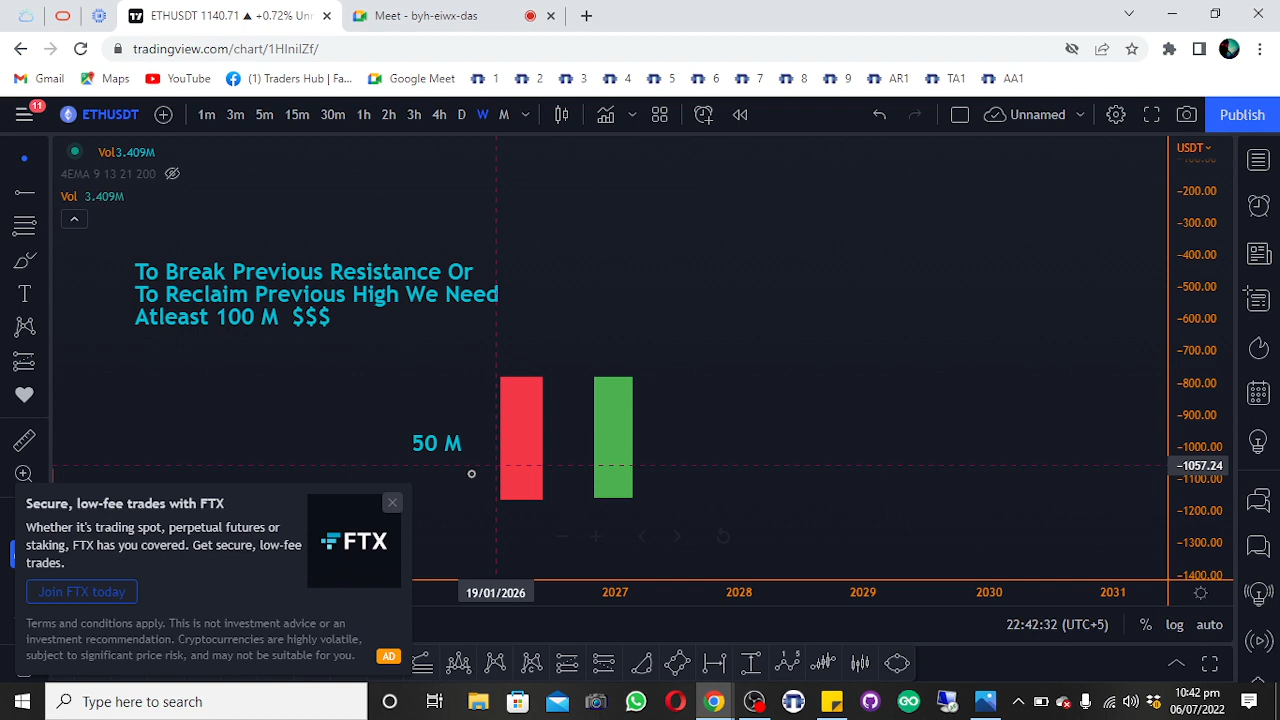 ETHUSDT 1140.71 ▲ +0.72% Unn
Meet - byh-eiwx-das
tradingview.com/chart/1HlnilZf/
Gmail
Maps
YouTube
(1) Traders Hub | Fa...
Google Meet
1
2
3
4
5
6
7
8
9
AR1
TA1
AA1
11
ETHUSDT
1m 3m 5m 15m 30m 1h 2h 3h 4h D W M
Unnamed
Publish
Vol3.409M
4EMA 9 13 21 200
Vol 3.409M
USDT
-200.00
-300.00
-400.00
-500.00
-600.00
-700.00
-800.00
-900.00
-1000.00
-1057.24
-1100.00
-1200.00
-1300.00
-1400.00
To Break Previous Resistance Or
To Reclaim Previous High We Need
Atleast 100 M $$$
50 M
Secure, low-fee trades with FTX
Whether it's trading spot, perpetual futures or
staking, FTX has you covered. Get secure, low-fee
trades.
FTX
Join FTX today
Terms and conditions apply. This is not investment advice or an
investment recommendation. Cryptocurrencies are highly volatile,
subject to significant price risk, and may not be suitable for you.
AD
19/01/2026
2027
2028
2029
2030
2031
22:42:32 (UTC+5)
%
log
auto
Type here to search
10:42 pm
06/07/2022